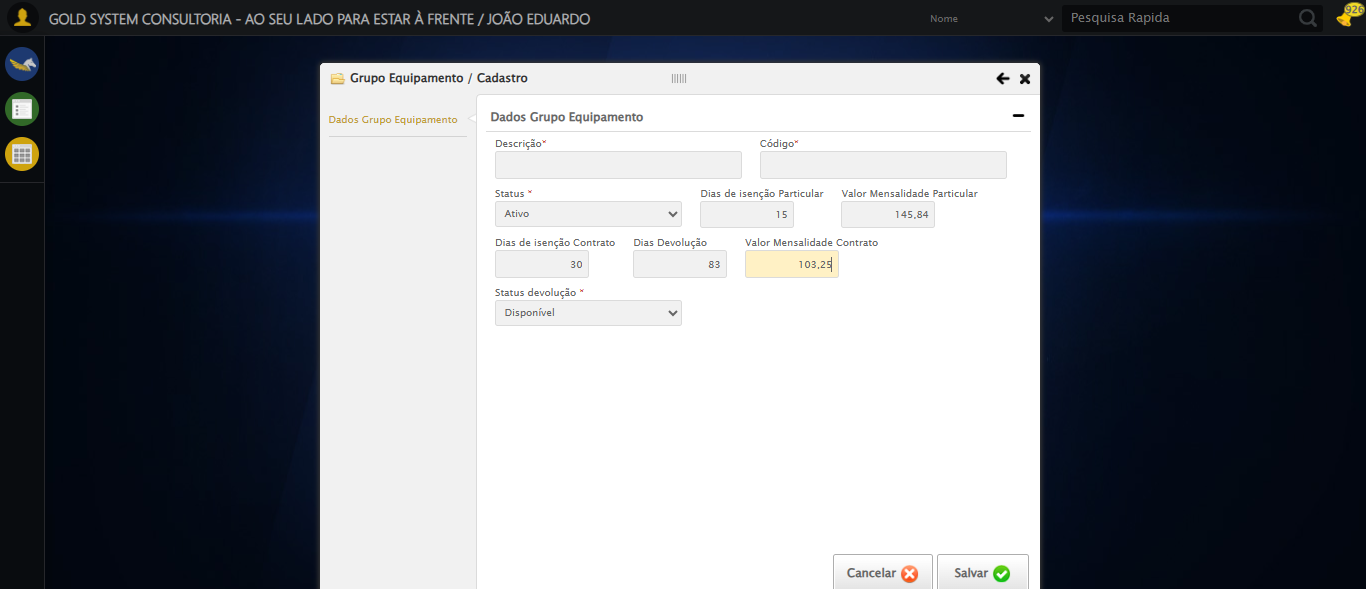 GOLD SYSTEM CONSULTORIA - AO SEU LADO PARA ESTAR À FRENTE / JOÃO EDUARDO
Nome
Pesquisa Rapida
926
Grupo Equipamento / Cadastro
Dados Grupo Equipamento
Dados Grupo Equipamento
Descrição*
Código*
Status *
Dias de isenção Particular
Valor Mensalidade Particular
Ativo
15
145,84
Dias de isenção Contrato
Dias Devolução
Valor Mensalidade Contrato
30
83
103,25
Status devolução *
Disponível
Cancelar
Salvar